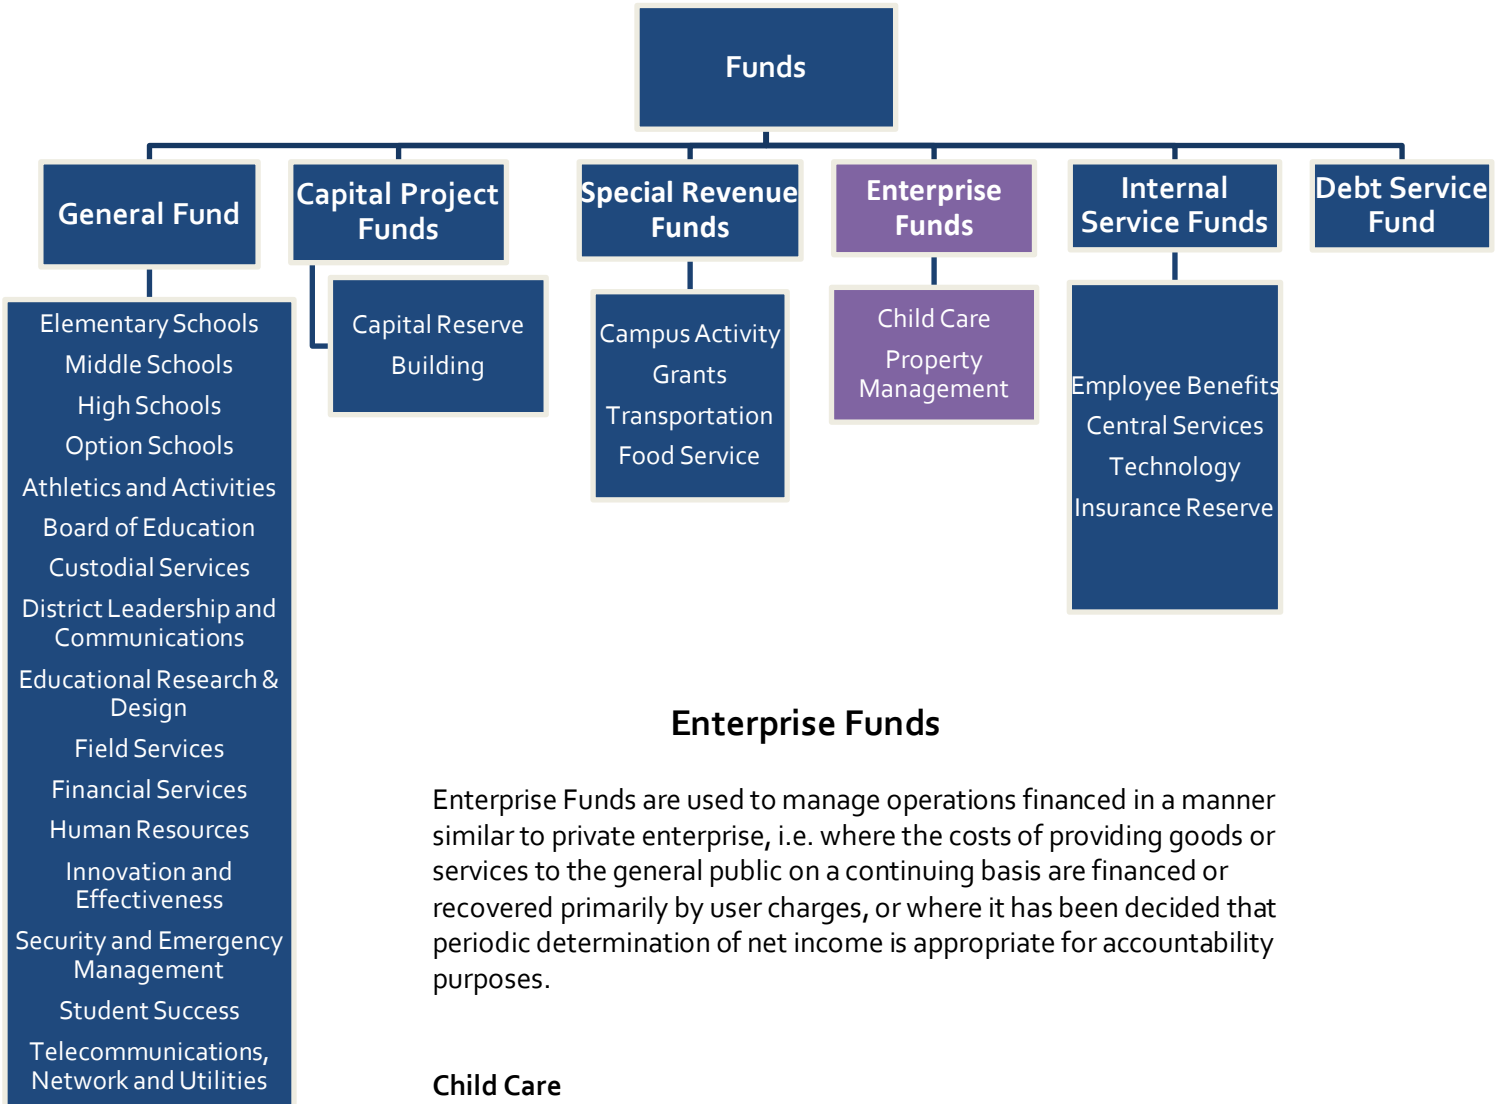 Funds
General Fund
Capital Project
Funds
Special Revenue
Funds
Enterprise
Funds
Internal
Service Funds
Debt Service
Fund
Elementary Schools
Middle Schools
High Schools
Option Schools
Athletics and Activities
Board of Education
Custodial Services
District Leadership and
Communications
Educational Research &
Design
Field Services
Financial Services
Human Resources
Innovation and
Effectiveness
Security and Emergency
Management
Student Success
Telecommunications,
Network and Utilities
Capital Reserve
Building
Campus Activity
Grants
Transportation
Food Service
Child Care
Property
Management
Employee Benefits
Central Services
Technology
Insurance Reserve
Enterprise Funds
Enterprise Funds are used to manage operations financed in a manner
similar to private enterprise, i.e. where the costs of providing goods or
services to the general public on a continuing basis are financed or
recovered primarily by user charges, or where it has been decided that
periodic determination of net income is appropriate for accountability
purposes.
Child Care